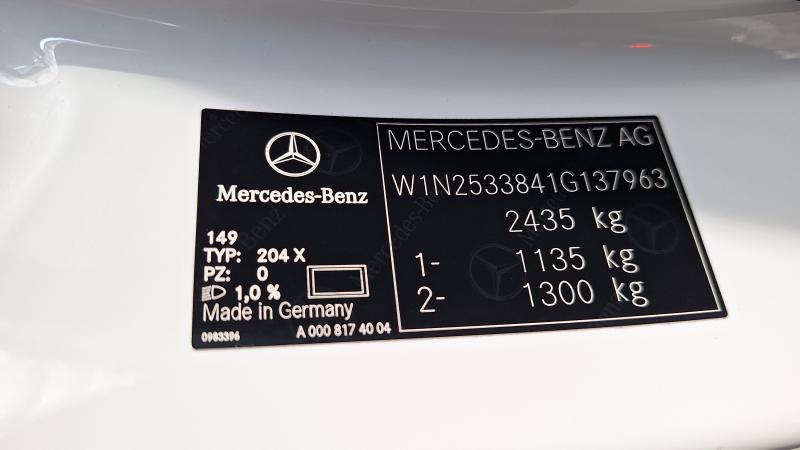 Mercedes-Benz
149
TYP: 204 X
PZ: 0
1,0 %
Made in Germany
0983396
A 000 817 40 04
MERCEDES-BENZ AG
W1N2533841G137963
2435 kg
1- 1135 kg
2- 1300 kg